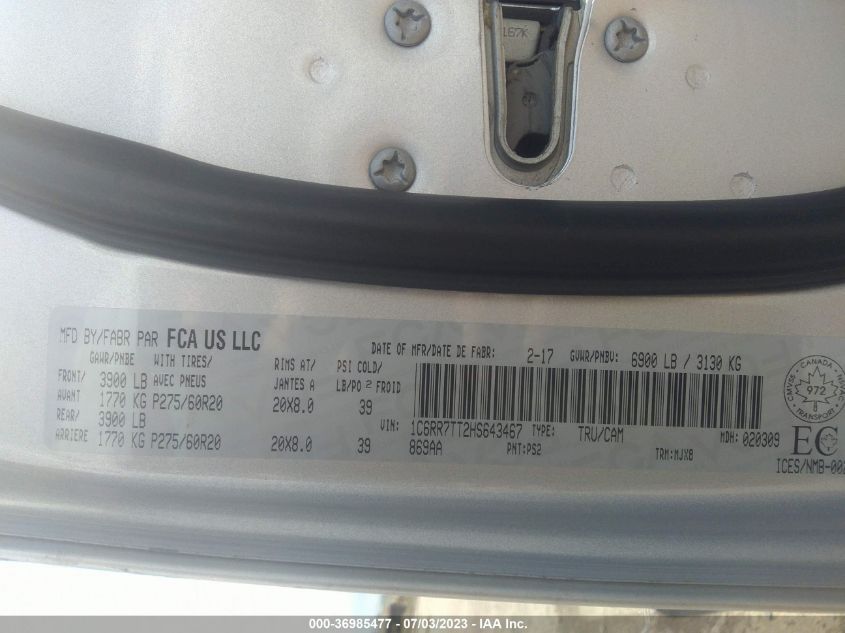 L67K
MFD BY/FABR PAR FCA US LLC
DATE OF MFR/DATE DE FABR: 2-17 GVWR/PNBV: 6900 LB / 3130 KG
GAWR/PNBE WITH TIRES/ RINS AT/ PSI COLD/
FRONT/ 3900 LB AVEC PNEUS JANTES A LB/PO² FROID
AVANT 1770 KG P275/60R20 20X8.0 39
REAR/ 3900 LB
ARRIERE 1770 KG P275/60R20 20X8.0 39
VIN: 1C6RR7TT2HS643467 TYPE: TRU/CAM MDH: 020309
869AA PNT:PS2 TRM:MJX8
CANADA
CMVSS
972
TRANSPORT
EC
ICES/NMB-002
000-36985477 - 07/03/2023 - IAA Inc.